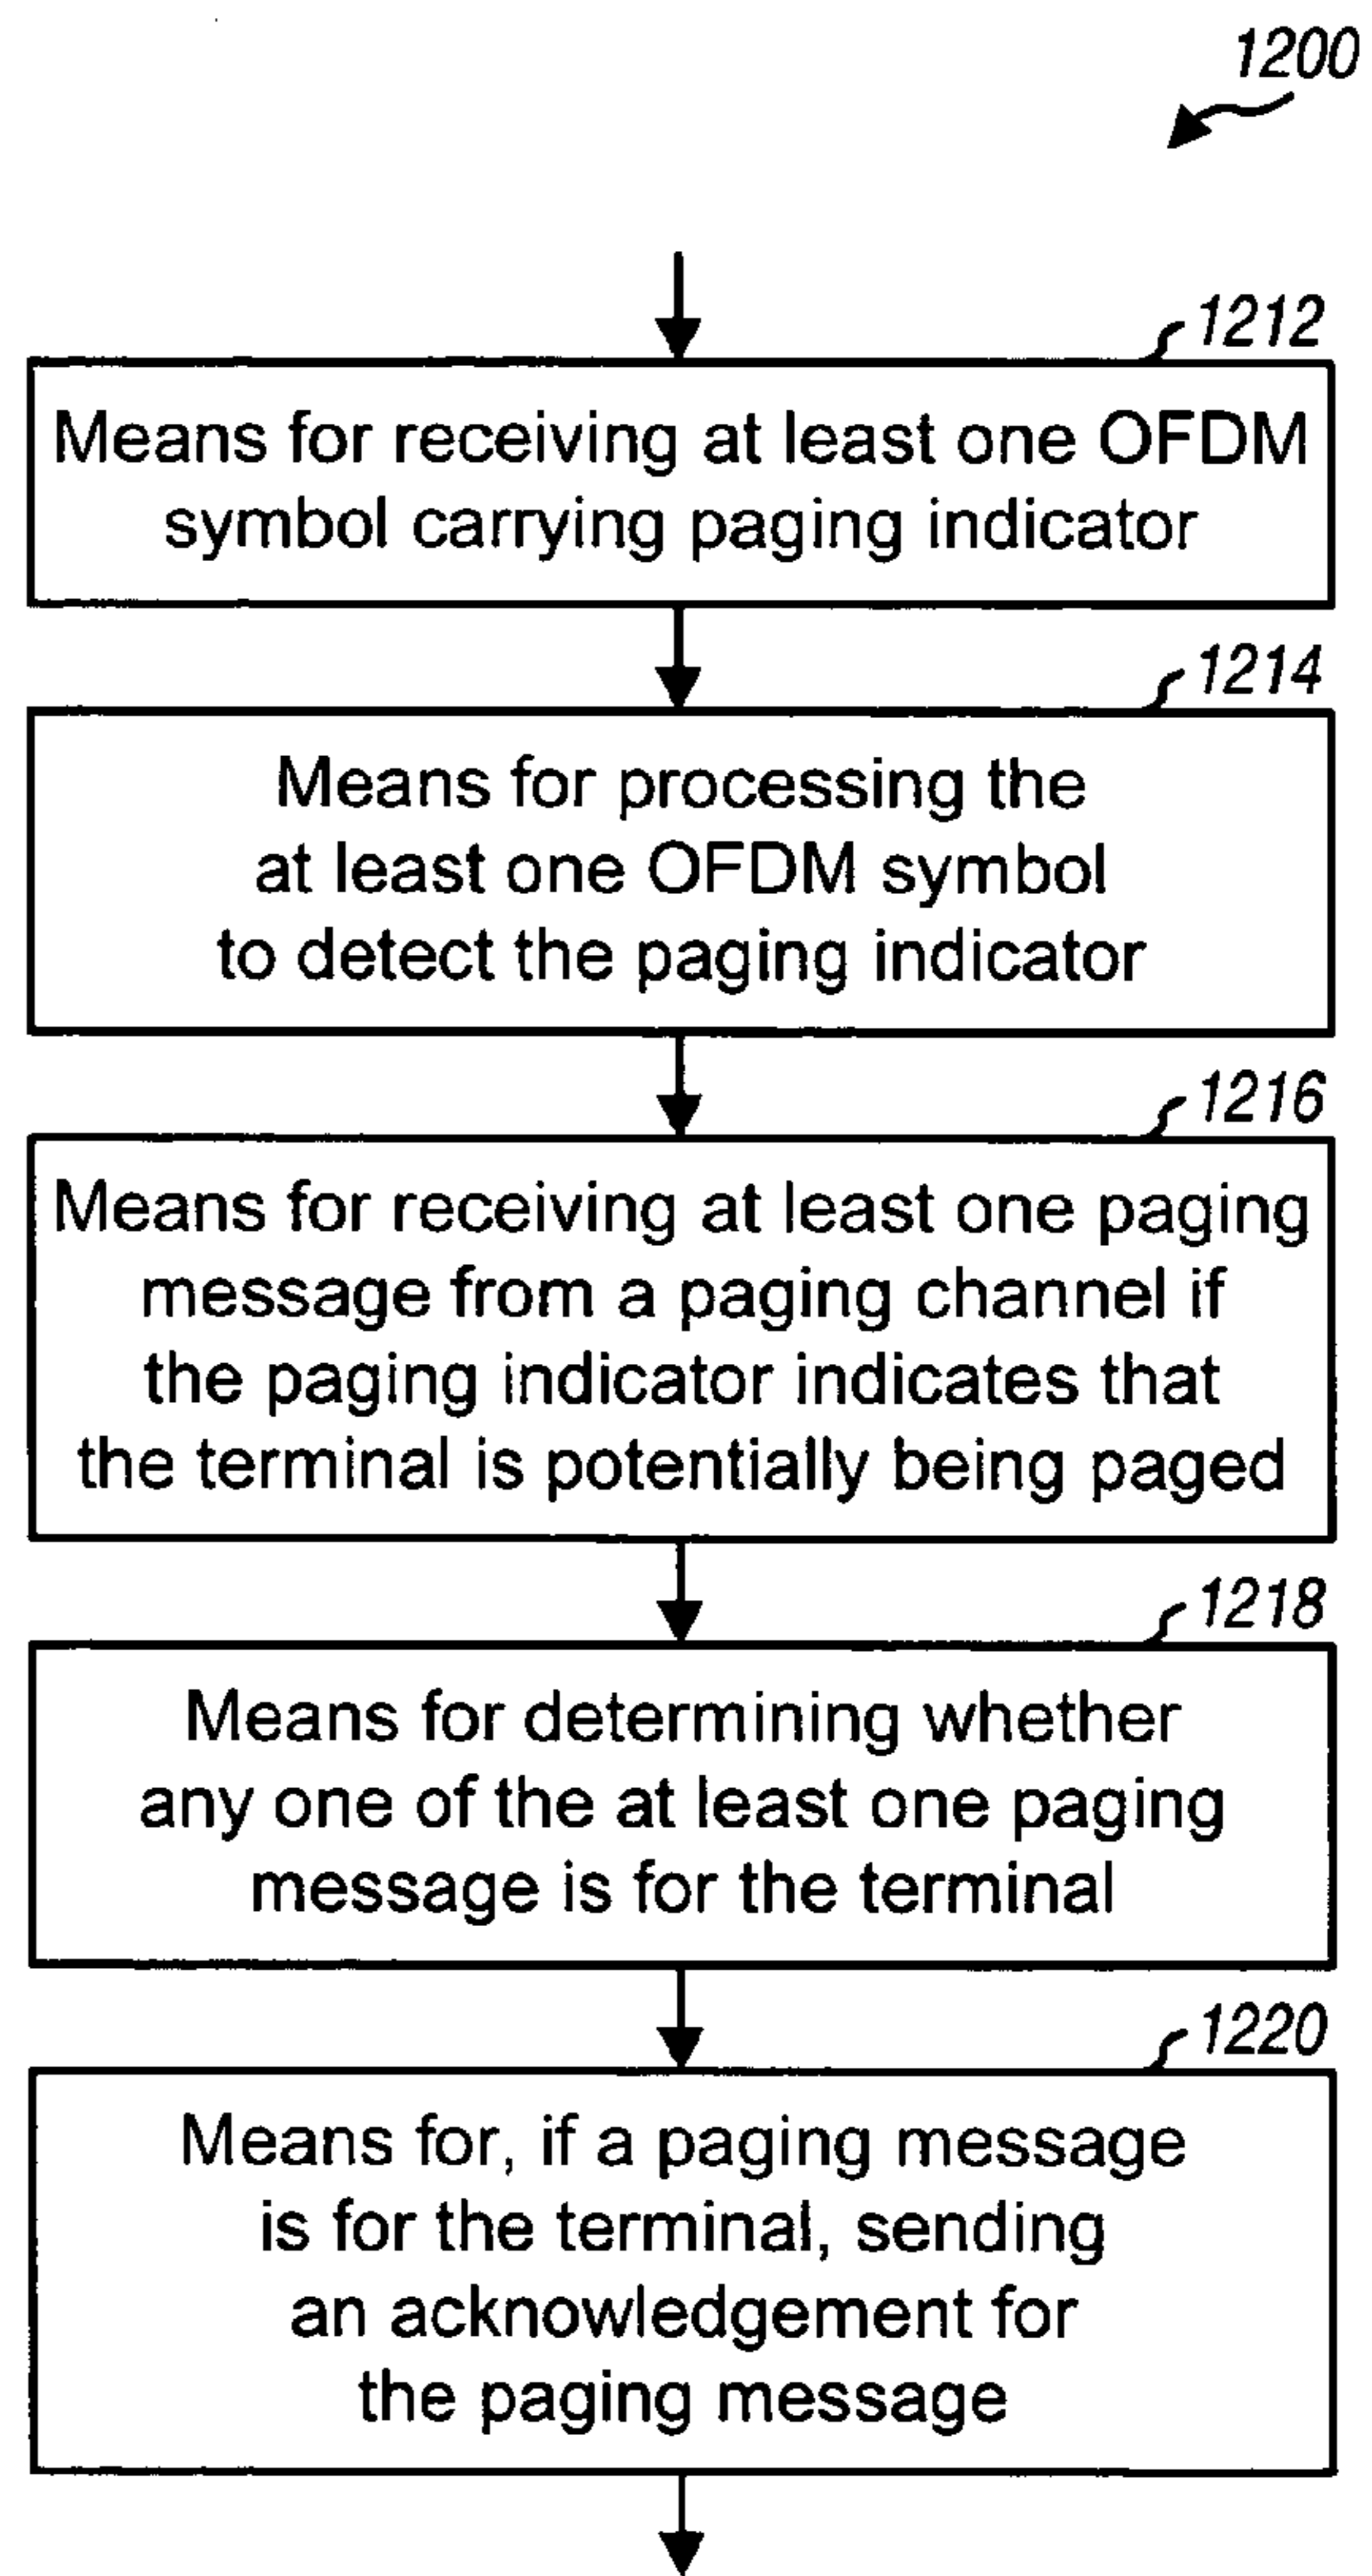 1200
1212
Means for receiving at least one OFDM
symbol carrying paging indicator
1214
Means for processing the
at least one OFDM symbol
to detect the paging indicator
1216
Means for receiving at least one paging
message from a paging channel if
the paging indicator indicates that
the terminal is potentially being paged
1218
Means for determining whether
any one of the at least one paging
message is for the terminal
1220
Means for, if a paging message
is for the terminal, sending
an acknowledgement for
the paging message